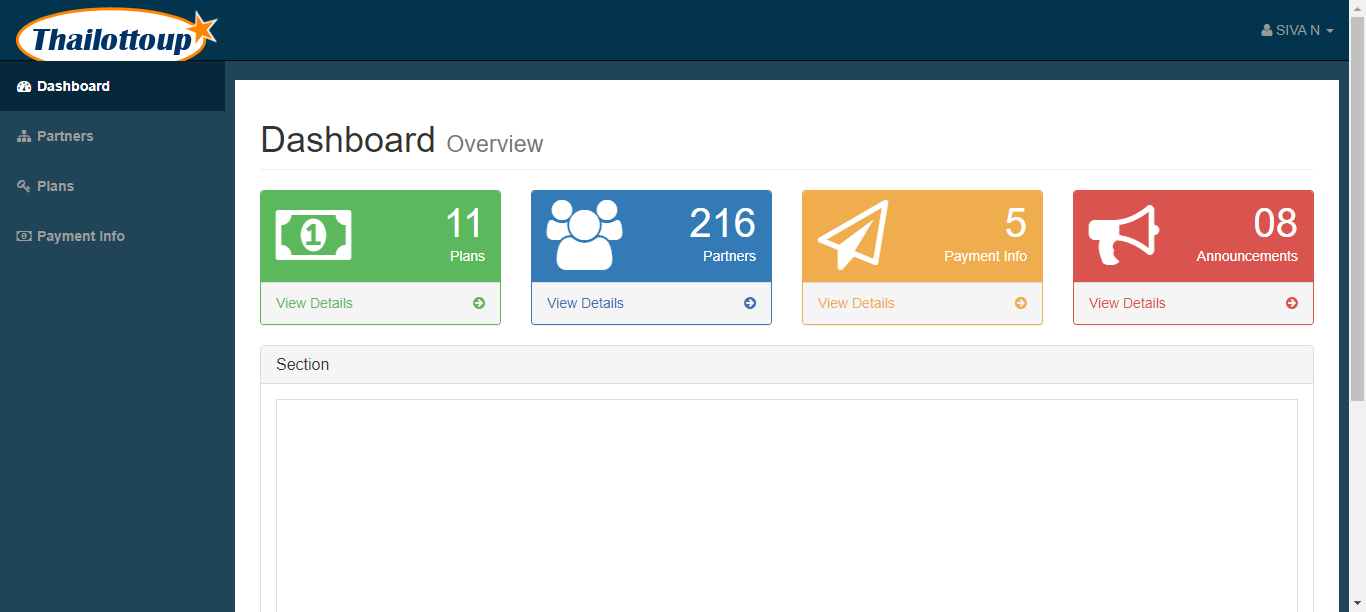 Thailottoup
SIVA N
Dashboard
Partners
Plans
Payment Info
Dashboard Overview
1
11
Plans
View Details
216
Partners
View Details
5
Payment Info
View Details
08
Announcements
View Details
Section